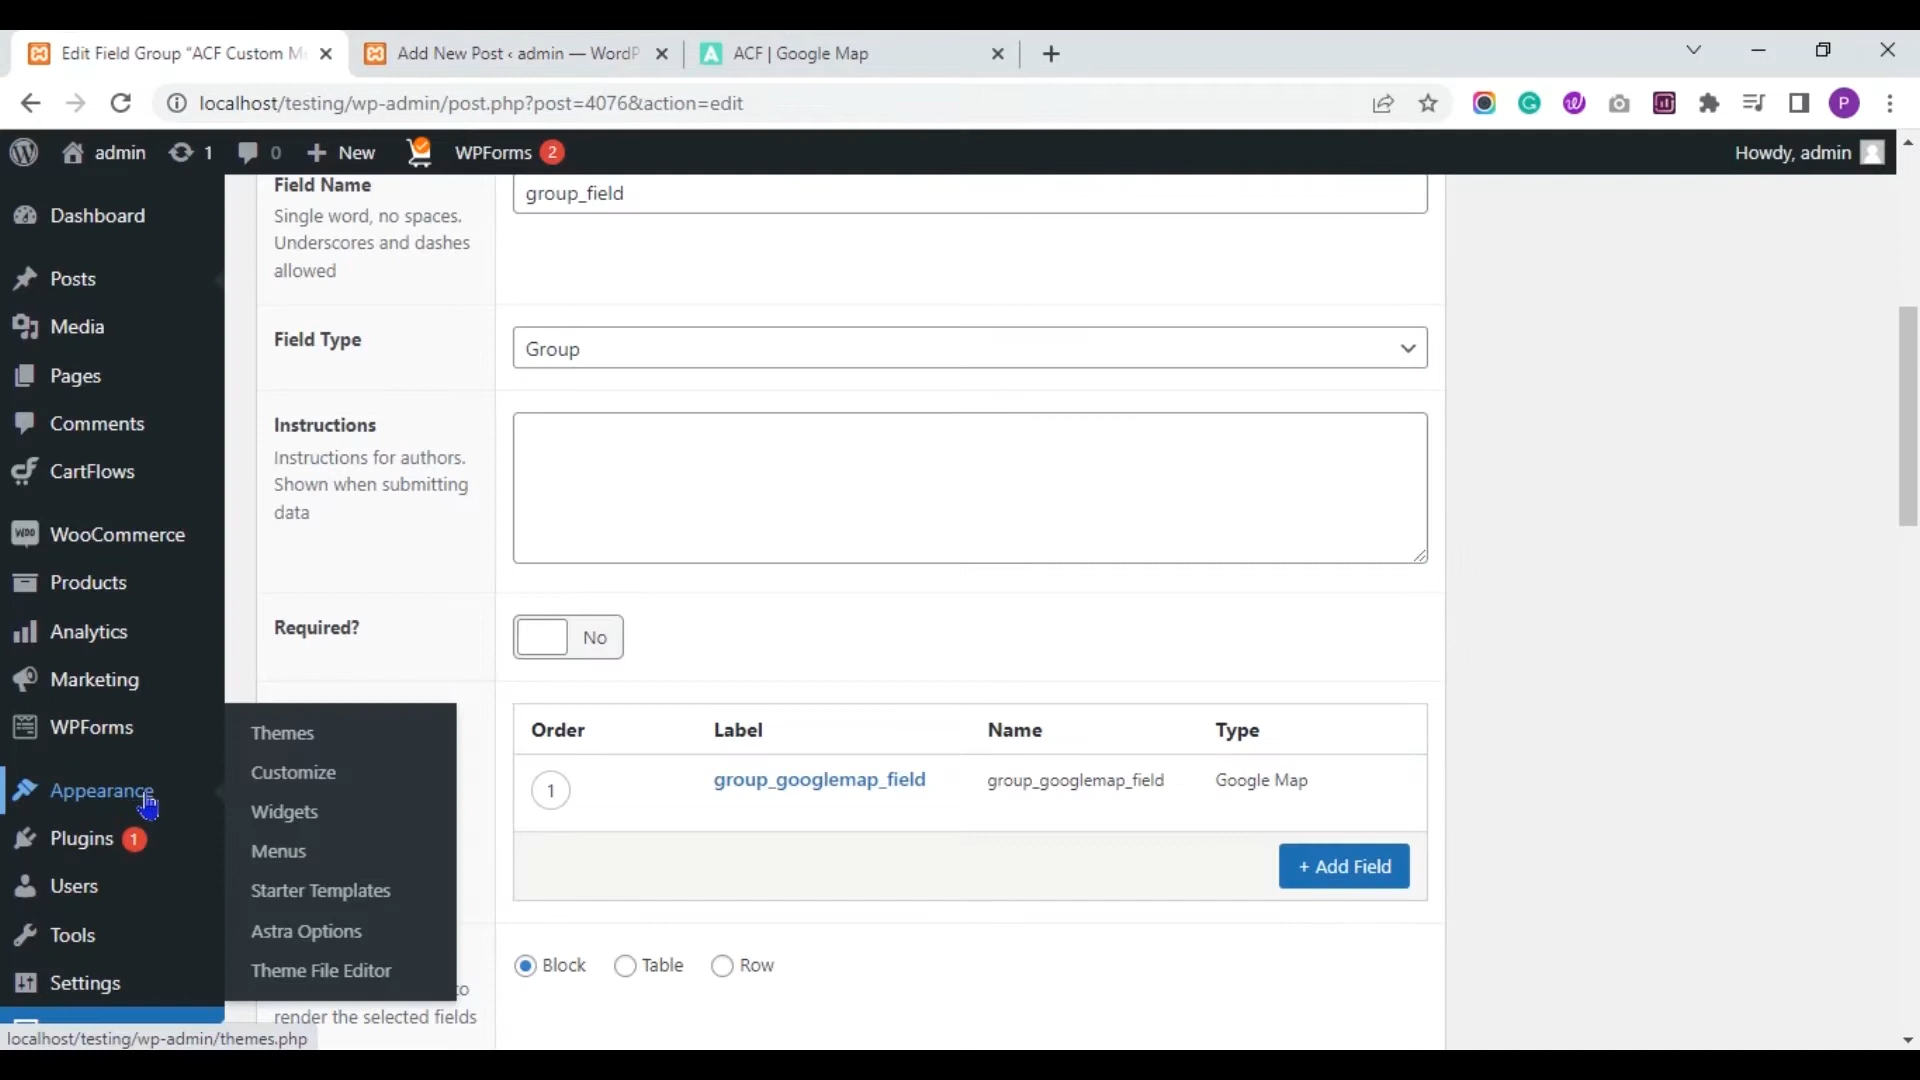 Edit Field Group "ACF Custom M
Add New Post ‹ admin — WordP
ACF | Google Map
localhost/testing/wp-admin/post.php?post=4076&action=edit
P
admin
1
0
New
WPForms 2
Howdy, admin
Dashboard
Posts
Media
Pages
Comments
CartFlows
WooCommerce
Products
Analytics
Marketing
WPForms
Appearance
Plugins 1
Users
Tools
Settings
Themes
Customize
Widgets
Menus
Starter Templates
Astra Options
Theme File Editor
Field Name
Single word, no spaces.
Underscores and dashes
allowed
group_field
Field Type
Group
Instructions
Instructions for authors.
Shown when submitting
data
Required?
No
Order Label Name Type
1 group_googlemap_field group_googlemap_field Google Map
+ Add Field
Block Table Row
to
render the selected fields
localhost/testing/wp-admin/themes.php